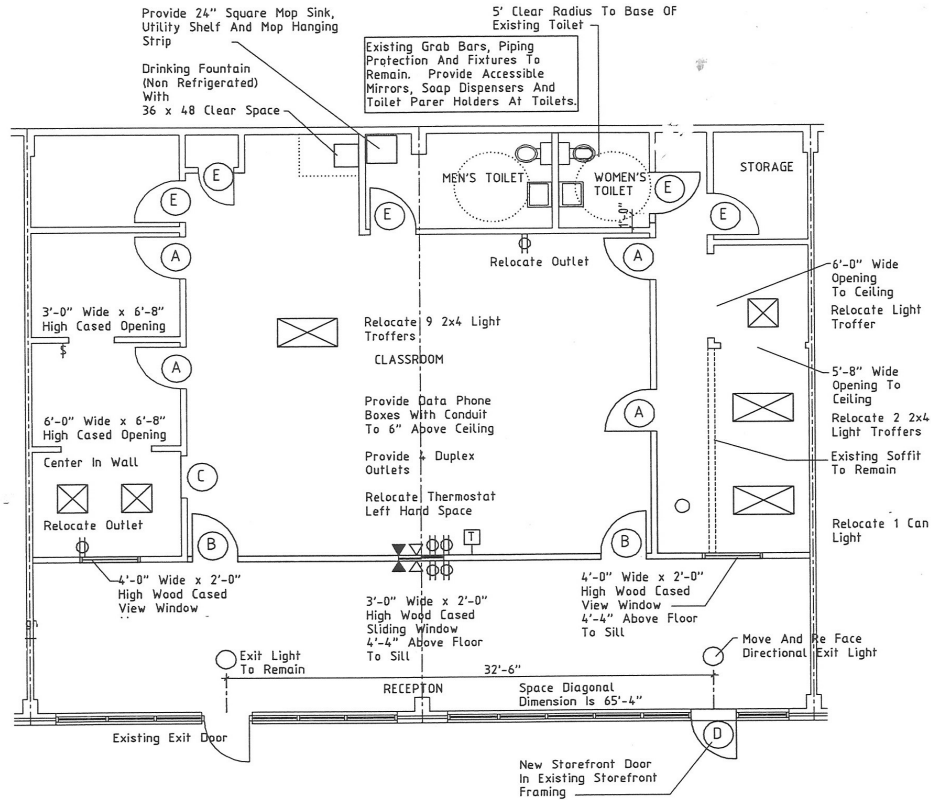 Provide 24" Square Mop Sink,
Utility Shelf And Mop Hanging
Strip
5' Clear Radius To Base OF
Existing Toilet
Existing Grab Bars, Piping
Protection And Fixtures To
Remain. Provide Accessible
Mirrors, Soap Dispensers And
Toilet Parer Holders At Toilets.
Drinking Fountain
(Non Refrigerated)
With
36 x 48 Clear Space
MEN'S TOILET
WOMEN'S
TOILET
1'-0"
STORAGE
E
E
E
E
E
A
A
Relocate Outlet
6'-0" Wide
Opening
To Ceiling
Relocate Light
Troffer
3'-0" Wide x 6'-8"
High Cased Opening
$
Relocate 9 2x4 Light
Troffers
CLASSROOM
A
A
5'-8" Wide
Opening To
Ceiling
Relocate 2 2x4
Light Troffers
Existing Soffit
To Remain
6'-0" Wide x 6'-8"
High Cased Opening
Center In Wall
Provide Data Phone
Boxes With Conduit
To 6" Above Ceiling
Provide 4 Duplex
Outlets
Relocate Thermostat
Left Hand Space
C
Relocate Outlet
Relocate 1 Can
Light
B
T
B
4'-0" Wide x 2'-0"
High Wood Cased
View Window
3'-0" Wide x 2'-0"
High Wood Cased
Sliding Window
4'-4" Above Floor
To Sill
4'-0" Wide x 2'-0"
High Wood Cased
View Window
4'-4" Above Floor
To Sill
Exit Light
To Remain
32'-6"
Move And Re Face
Directional Exit Light
RECEPTON
Space Diagonal
Dimension Is 65'-4"
Existing Exit Door
D
New Storefront Door
In Existing Storefront
Framing